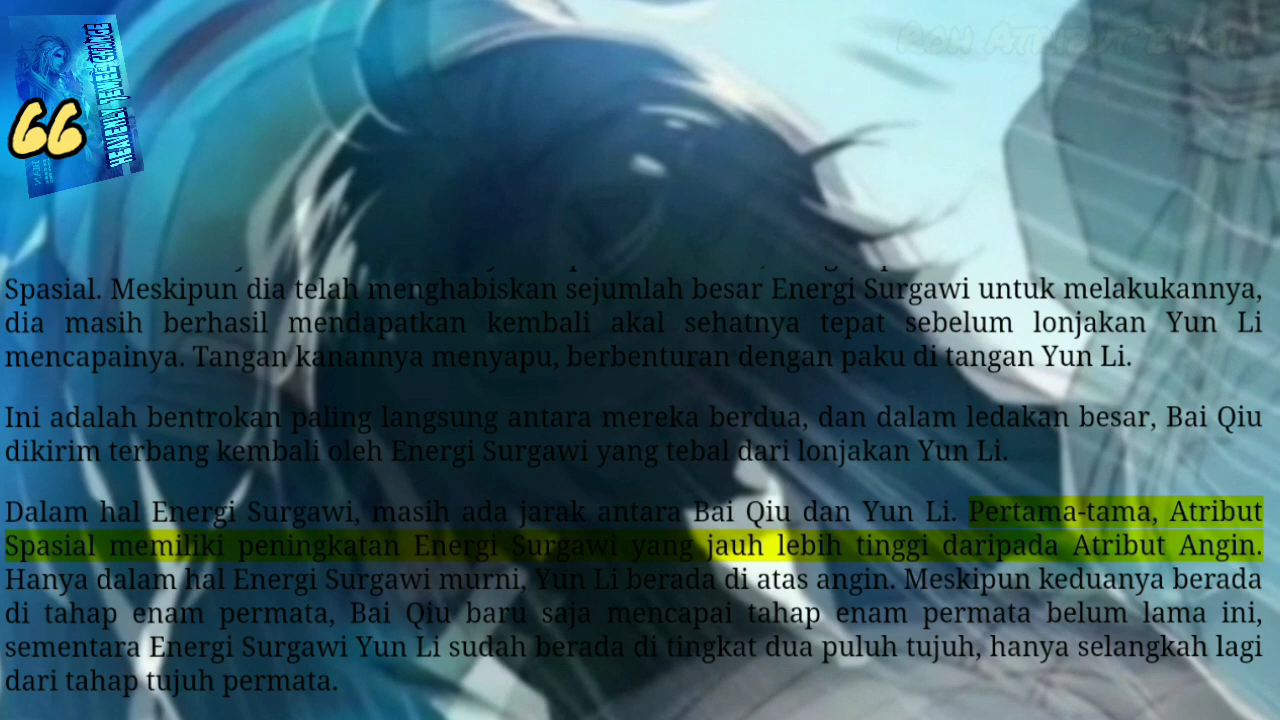 HEAVENLY JEWEL CHANGE
66
Spasial. Meskipun dia telah menghabiskan sejumlah besar Energi Surgawi untuk melakukannya,
dia masih berhasil mendapatkan kembali akal sehatnya tepat sebelum lonjakan Yun Li
mencapainya. Tangan kanannya menyapu, berbenturan dengan paku di tangan Yun Li.
Ini adalah bentrokan paling langsung antara mereka berdua, dan dalam ledakan besar, Bai Qiu
dikirim terbang kembali oleh Energi Surgawi yang tebal dari lonjakan Yun Li.
Dalam hal Energi Surgawi, masih ada jarak antara Bai Qiu dan Yun Li. Pertama-tama, Atribut
Spasial memiliki peningkatan Energi Surgawi yang jauh lebih tinggi daripada Atribut Angin.
Hanya dalam hal Energi Surgawi murni, Yun Li berada di atas angin. Meskipun keduanya berada
di tahap enam permata, Bai Qiu baru saja mencapai tahap enam permata belum lama ini,
sementara Energi Surgawi Yun Li sudah berada di tingkat dua puluh tujuh, hanya selangkah lagi
dari tahap tujuh permata.